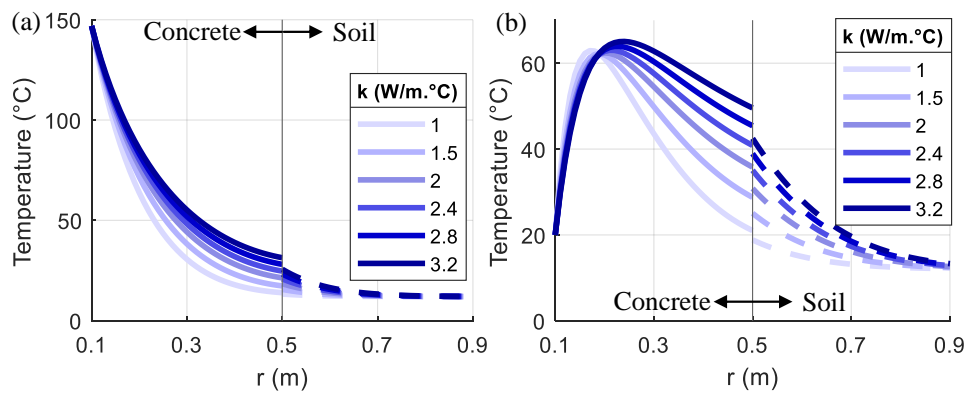 (a)
150
100
50
0
Temperature (°C)
Concrete
Soil
k (W/m.°C)
1
1.5
2
2.4
2.8
3.2
0.1 0.3 0.5 0.7 0.9
r (m)
(b)
60
40
20
0
Temperature (°C)
k (W/m.°C)
1
1.5
2
2.4
2.8
3.2
Concrete
Soil
0.1 0.3 0.5 0.7 0.9
r (m)